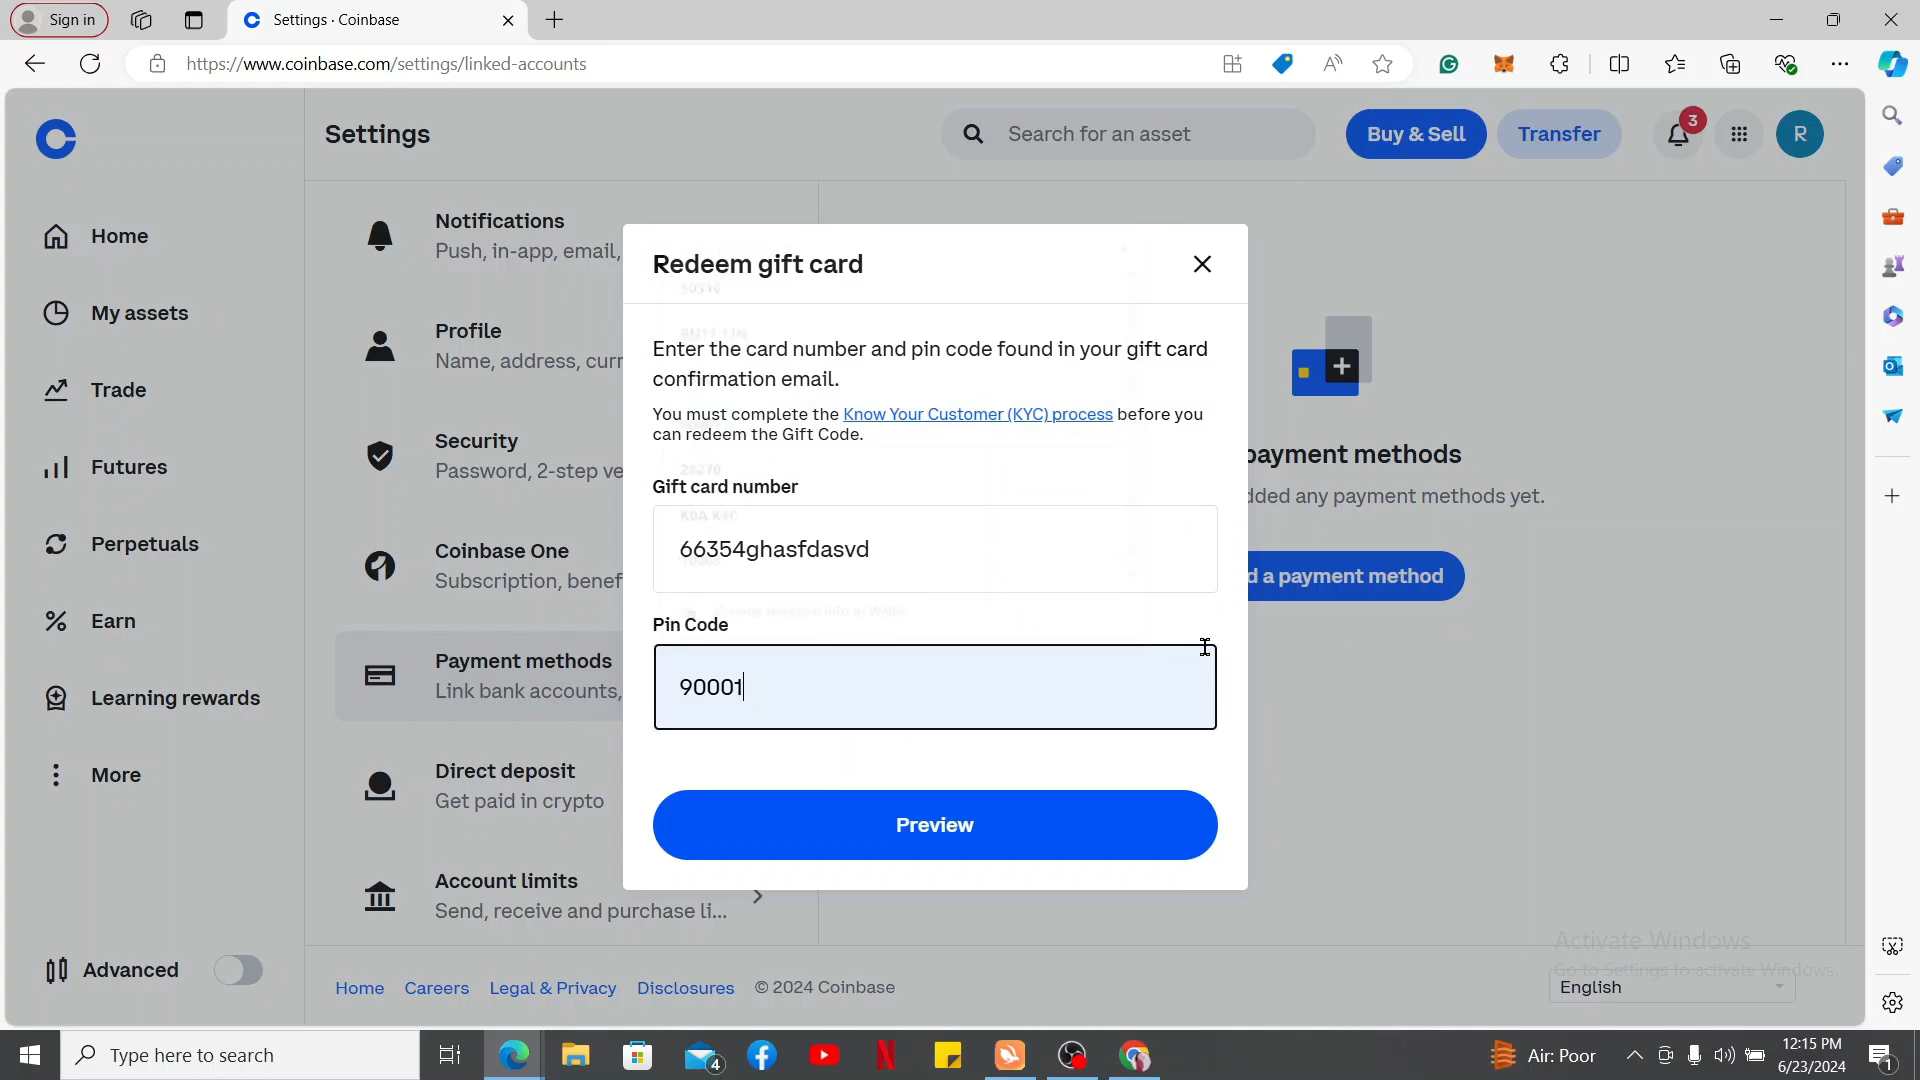 Sign in
Settings - Coinbase
https://www.coinbase.com/settings/linked-accounts
Settings
Search for an asset
Buy & Sell
Transfer
3
R
Home
My assets
Trade
Futures
Perpetuals
Earn
Learning rewards
More
Advanced
Notifications
Push, in-app, email,
Profile
Name, address, curr
Security
Password, 2-step ve
Coinbase One
Subscription, benef
Payment methods
Link bank accounts,
Direct deposit
Get paid in crypto
Account limits
Send, receive and purchase li...
Redeem gift card
Enter the card number and pin code found in your gift card
confirmation email.
You must complete the Know Your Customer (KYC) process before you
can redeem the Gift Code.
28270
Gift card number
66354ghasfdasvd
Pin Code
90001
Preview
payment methods
dded any payment methods yet.
d a payment method
Home
Careers
Legal & Privacy
Disclosures
© 2024 Coinbase
Activate Windows
Go to Settings to activate Windows.
English
Type here to search
4
Air: Poor
12:15 PM
6/23/2024
1